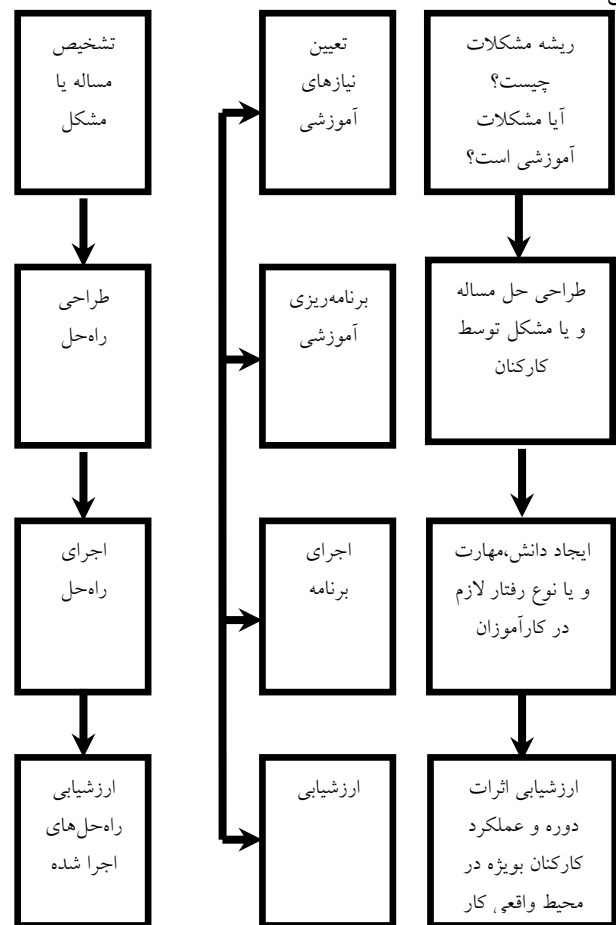 ریشه مشکلات
چیست؟
آیا مشکلات
آموزشی است؟
تعیین
نیازهای
آموزشی
تشخیص
مساله یا
مشکل
طراحی حل مساله
و یا مشکل توسط
کارکنان
برنامه‌ریزی
آموزشی
طراحی
راه‌حل
ایجاد دانش،مهارت
و یا نوع رفتار لازم
در کارآموزان
اجرای
برنامه
اجرای
راه‌حل
ارزشیابی اثرات
دوره و عملکرد
کارکنان بویژه در
محیط واقعی کار
ارزشیابی
ارزشیابی
راه‌حل‌های
اجرا شده